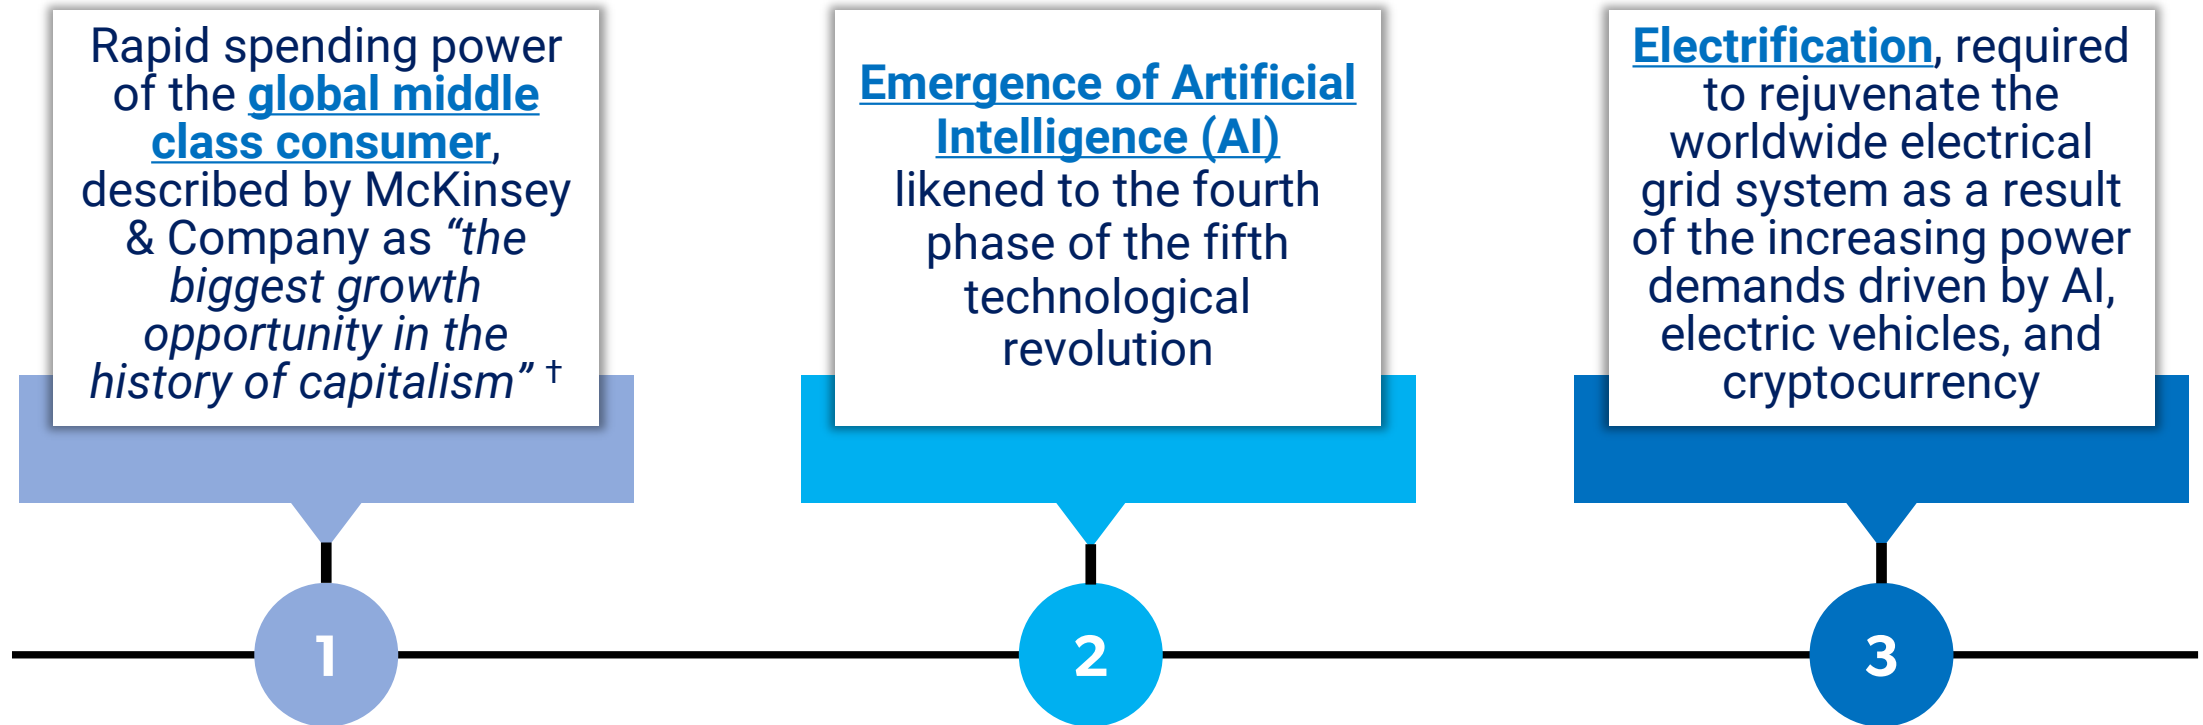 Rapid spending power
of the global middle
class consumer,
described by McKinsey
& Company as “the
biggest growth
opportunity in the
history of capitalism” †
1
Emergence of Artificial
Intelligence (AI)
likened to the fourth
phase of the fifth
technological
revolution
2
Electrification, required
to rejuvenate the
worldwide electrical
grid system as a result
of the increasing power
demands driven by AI,
electric vehicles, and
cryptocurrency
3